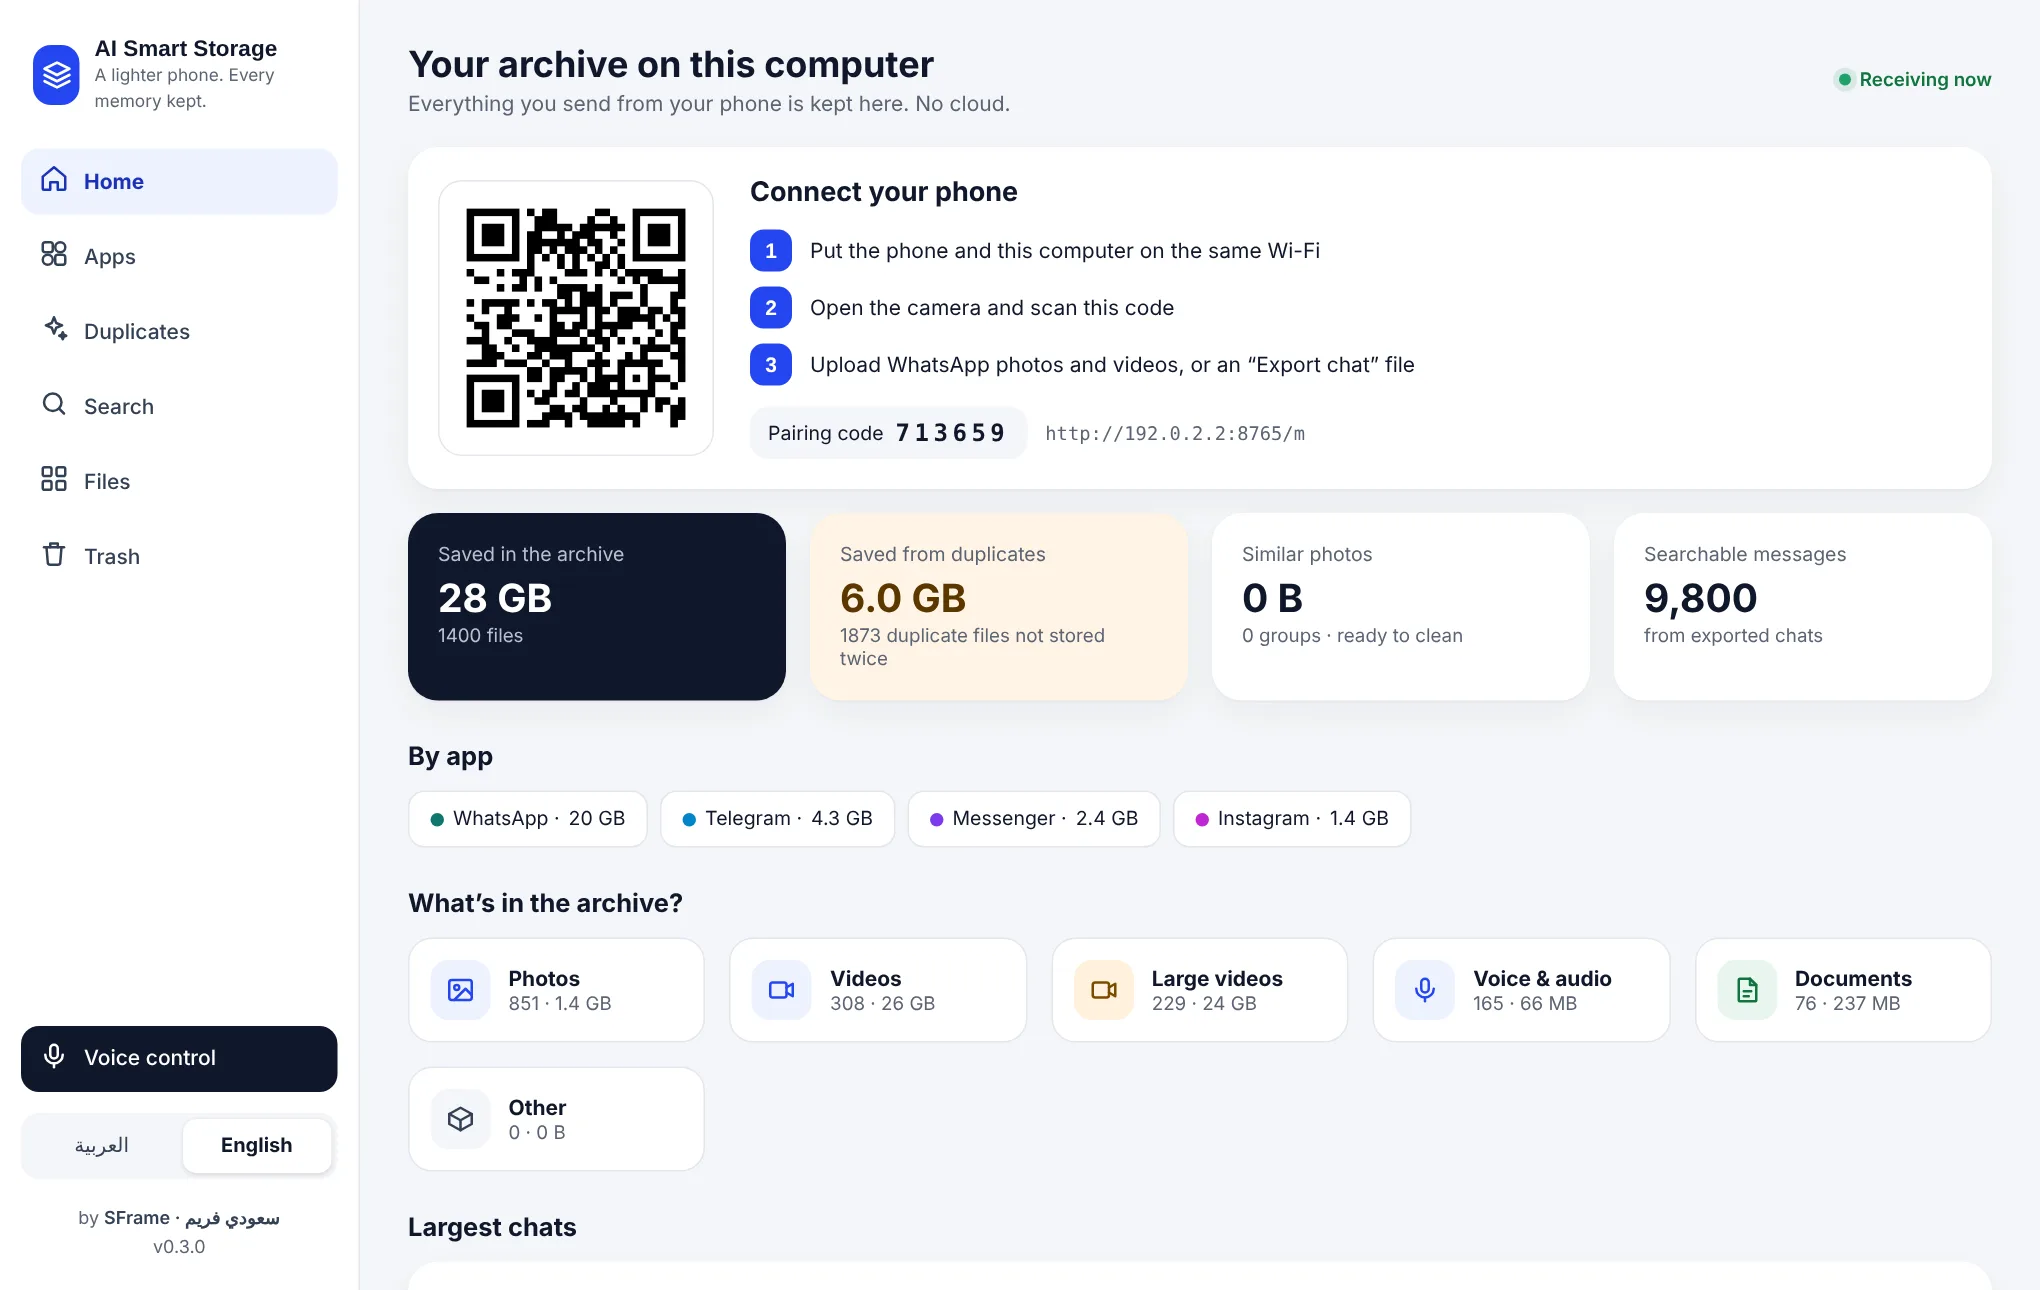 AI Smart Storage
A lighter phone. Every
memory kept.
Home
Apps
Duplicates
Search
Files
Trash
Voice control
العربية
English
by SFrame · سعودي فريم
v0.3.0
Your archive on this computer
Everything you send from your phone is kept here. No cloud.
Receiving now
Connect your phone
1 Put the phone and this computer on the same Wi-Fi
2 Open the camera and scan this code
3 Upload WhatsApp photos and videos, or an “Export chat” file
Pairing code 713659 http://192.0.2.2:8765/m
Saved in the archive
28 GB
1400 files
Saved from duplicates
6.0 GB
1873 duplicate files not stored
twice
Similar photos
0 B
0 groups · ready to clean
Searchable messages
9,800
from exported chats
By app
WhatsApp · 20 GB
Telegram · 4.3 GB
Messenger · 2.4 GB
Instagram · 1.4 GB
What’s in the archive?
Photos
851 · 1.4 GB
Videos
308 · 26 GB
Large videos
229 · 24 GB
Voice & audio
165 · 66 MB
Documents
76 · 237 MB
Other
0 · 0 B
Largest chats